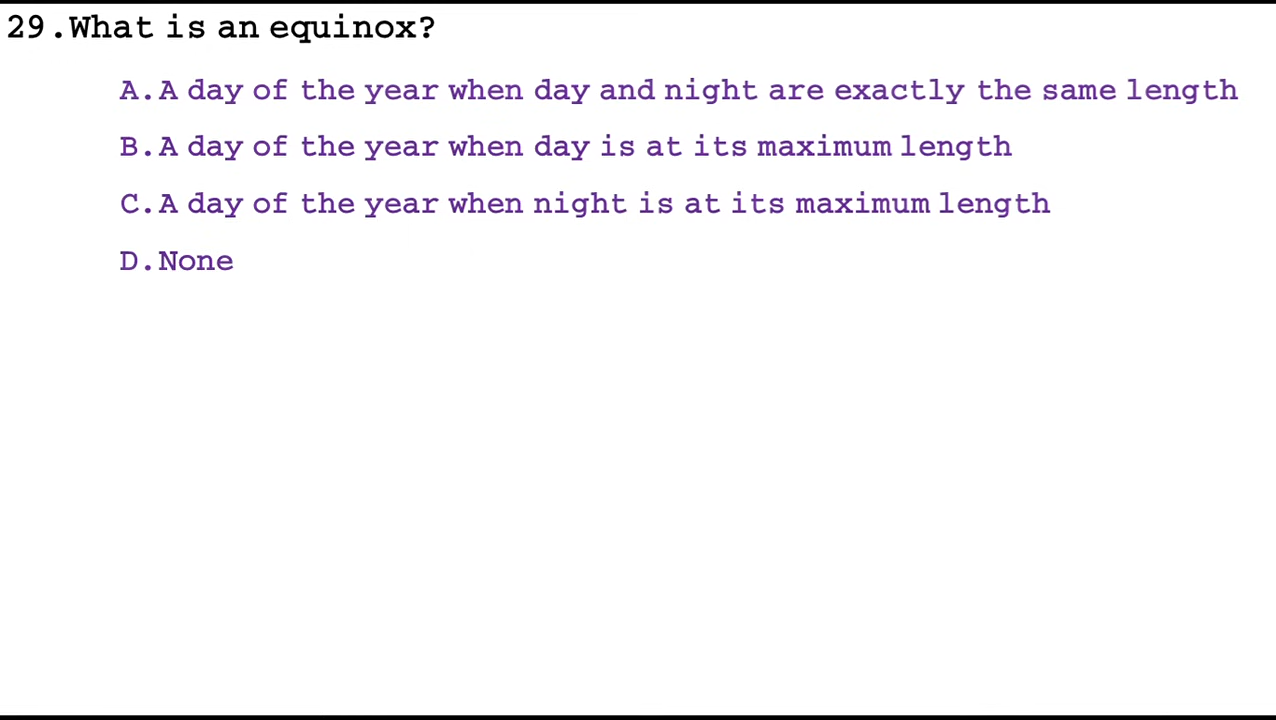 29.What is an equinox?
A.A day of the year when day and night are exactly the same length
B.A day of the year when day is at its maximum length
C.A day of the year when night is at its maximum length
D.None